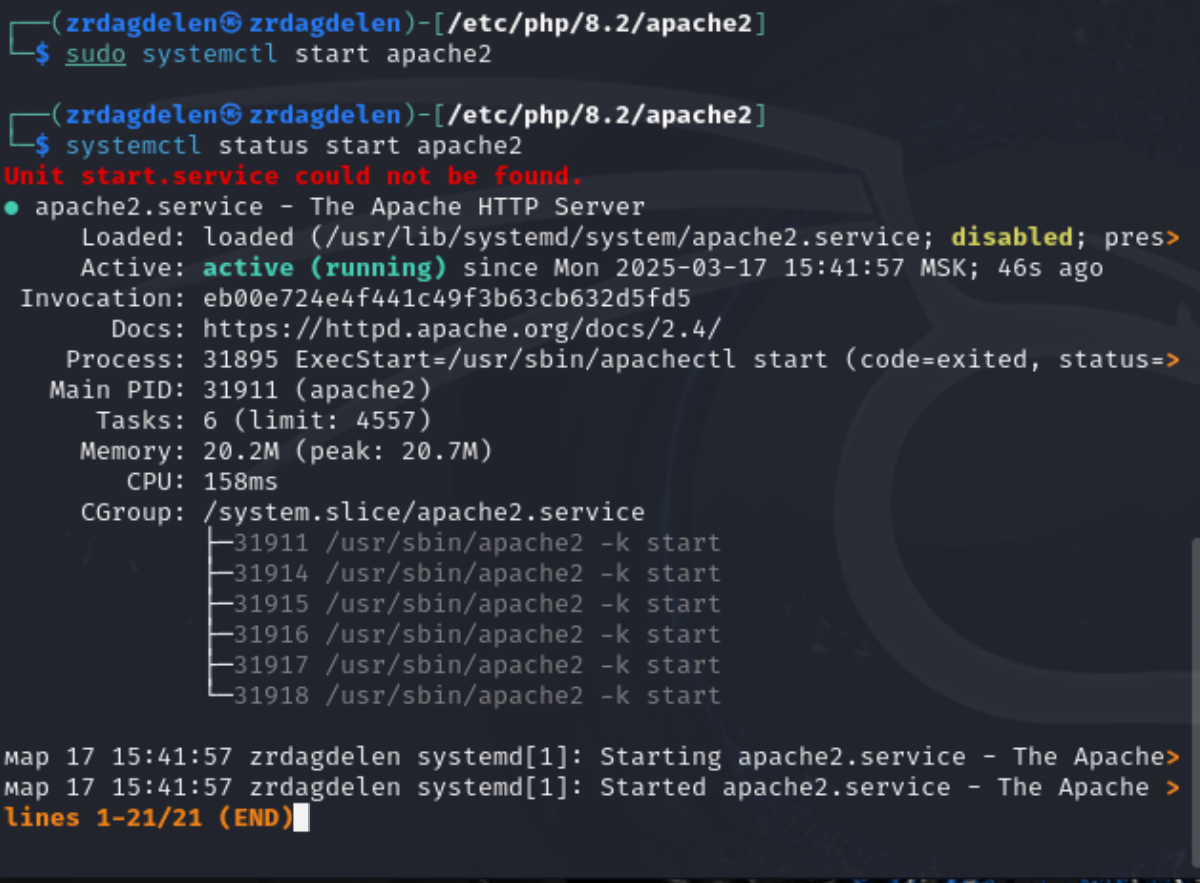 ┌──(zrdagdelen㉿zrdagdelen)-[/etc/php/8.2/apache2]
└─$ sudo systemctl start apache2
┌──(zrdagdelen㉿zrdagdelen)-[/etc/php/8.2/apache2]
└─$ systemctl status start apache2
Unit start.service could not be found.
● apache2.service - The Apache HTTP Server
     Loaded: loaded (/usr/lib/systemd/system/apache2.service; disabled; pres>
     Active: active (running) since Mon 2025-03-17 15:41:57 MSK; 46s ago
 Invocation: eb00e724e4f441c49f3b63cb632d5fd5
       Docs: https://httpd.apache.org/docs/2.4/
    Process: 31895 ExecStart=/usr/sbin/apachectl start (code=exited, status=>
   Main PID: 31911 (apache2)
      Tasks: 6 (limit: 4557)
     Memory: 20.2M (peak: 20.7M)
        CPU: 158ms
     CGroup: /system.slice/apache2.service
             ├─31911 /usr/sbin/apache2 -k start
             ├─31914 /usr/sbin/apache2 -k start
             ├─31915 /usr/sbin/apache2 -k start
             ├─31916 /usr/sbin/apache2 -k start
             ├─31917 /usr/sbin/apache2 -k start
             └─31918 /usr/sbin/apache2 -k start
мар 17 15:41:57 zrdagdelen systemd[1]: Starting apache2.service - The Apache>
мар 17 15:41:57 zrdagdelen systemd[1]: Started apache2.service - The Apache >
lines 1-21/21 (END)